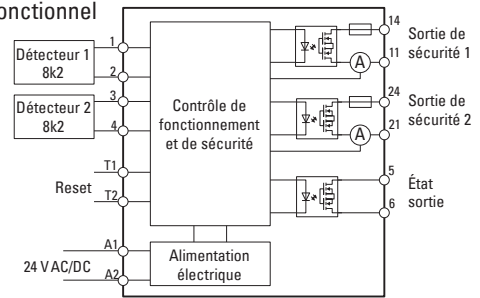 onctionnel
Détecteur 1
8k2
1
2
Détecteur 2
8k2
3
4
Reset
T1
T2
24 V AC/DC
A1
A2
Contrôle de
fonctionnement
et de sécurité
Alimentation
électrique
A
14
11
Sortie de
sécurité 1
A
24
21
Sortie de
sécurité 2
5
6
État
sortie